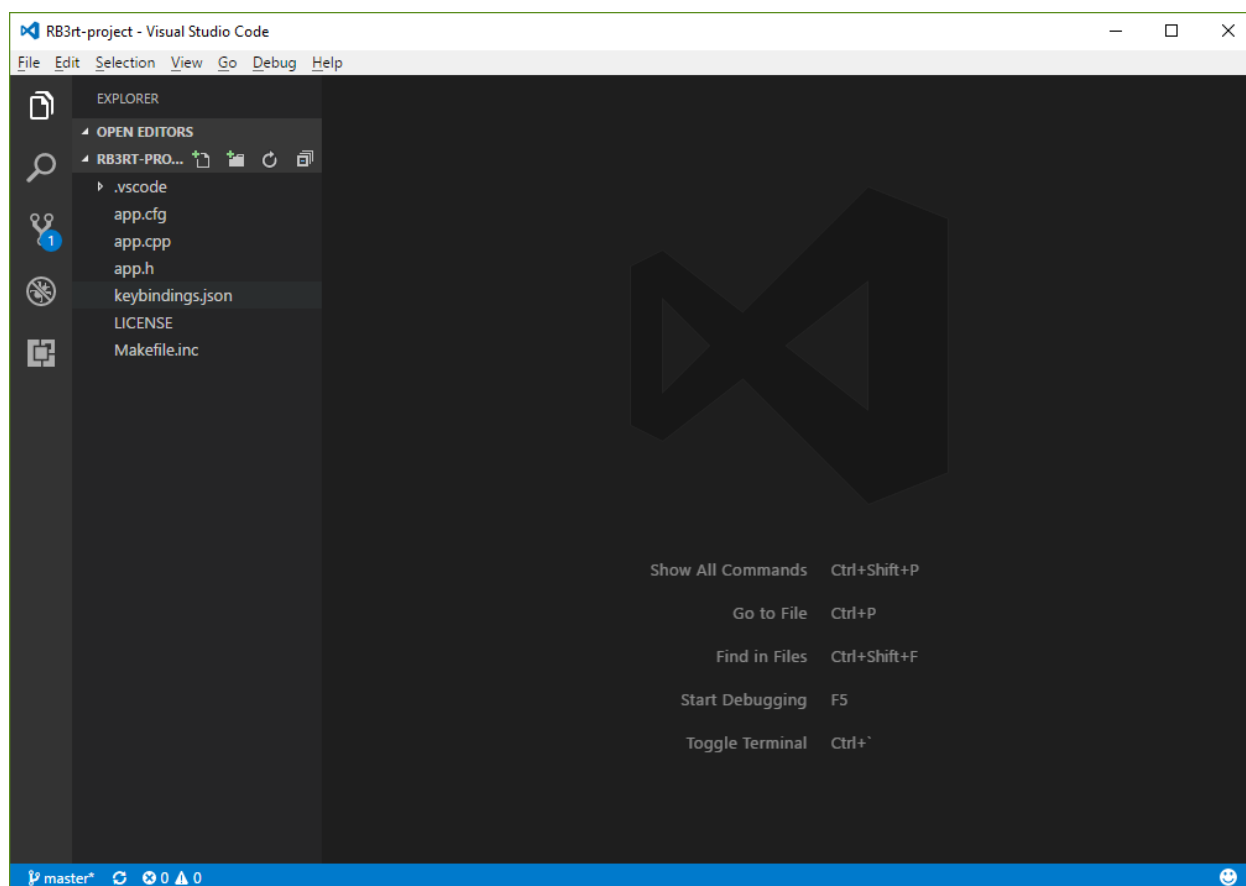 RB3rt-project - Visual Studio Code
File Edit Selection View Go Debug Help
EXPLORER
OPEN EDITORS
RB3RT-PRO...
.vscode
app.cfg
app.cpp
1
app.h
keybindings.json
LICENSE
Makefile.inc
Show All Commands Ctrl+Shift+P
Go to File Ctrl+P
Find in Files Ctrl+Shift+F
Start Debugging F5
Toggle Terminal Ctrl+`
master* 0 0